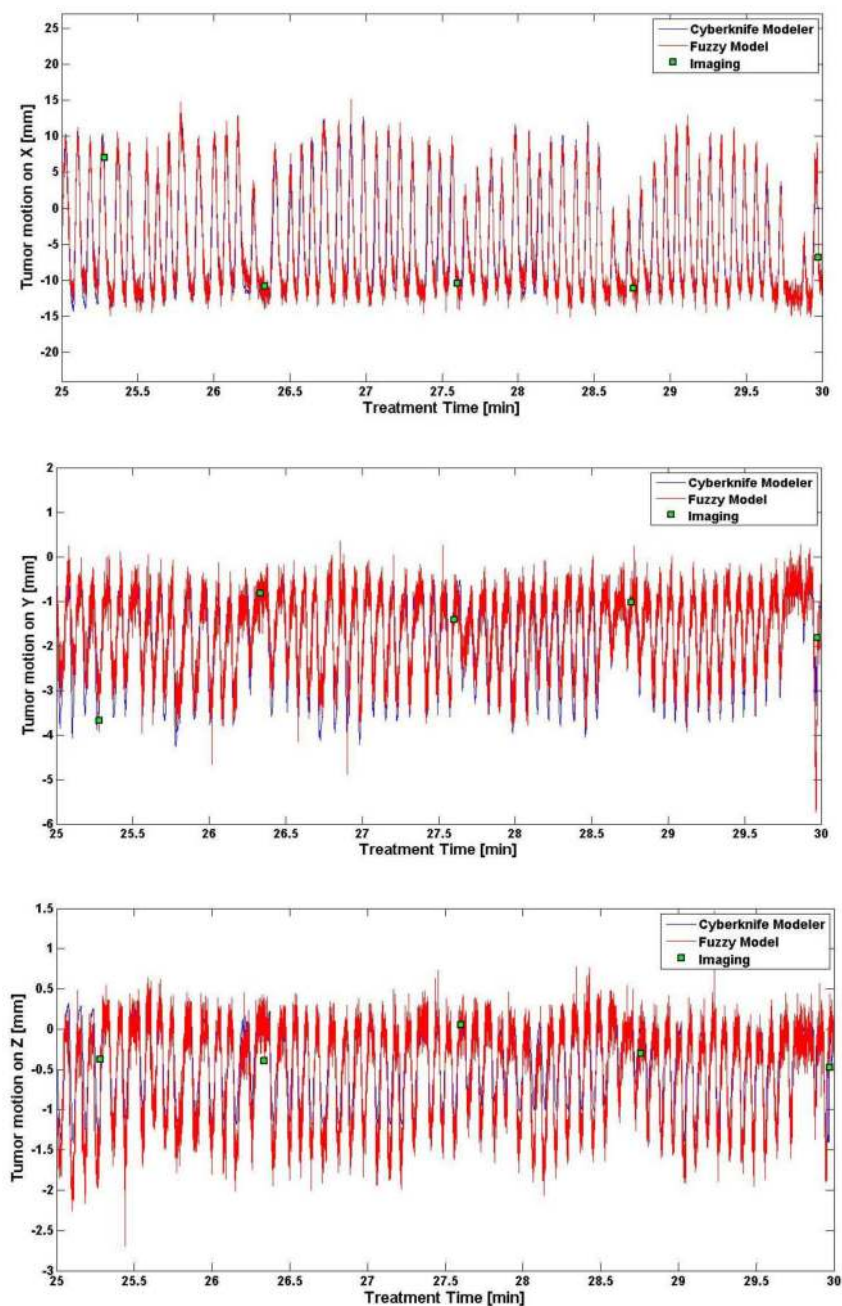 25
20
15
10
5
0
-5
-10
-15
-20
Tumor motion on X [mm]
Cyberknife Modeler
Fuzzy Model
Imaging
25 25.5 26 26.5 27 27.5 28 28.5 29 29.5 30
Treatment Time [min]
2
1
0
-1
-2
-3
-4
-5
-6
Tumor motion on Y [mm]
Cyberknife Modeler
Fuzzy Model
Imaging
25 25.5 26 26.5 27 27.5 28 28.5 29 29.5 30
Treatment Time [min]
1.5
1
0.5
0
-0.5
-1
-1.5
-2
-2.5
-3
Tumor motion on Z [mm]
Cyberknife Modeler
Fuzzy Model
Imaging
25 25.5 26 26.5 27 27.5 28 28.5 29 29.5 30
Treatment Time [min]